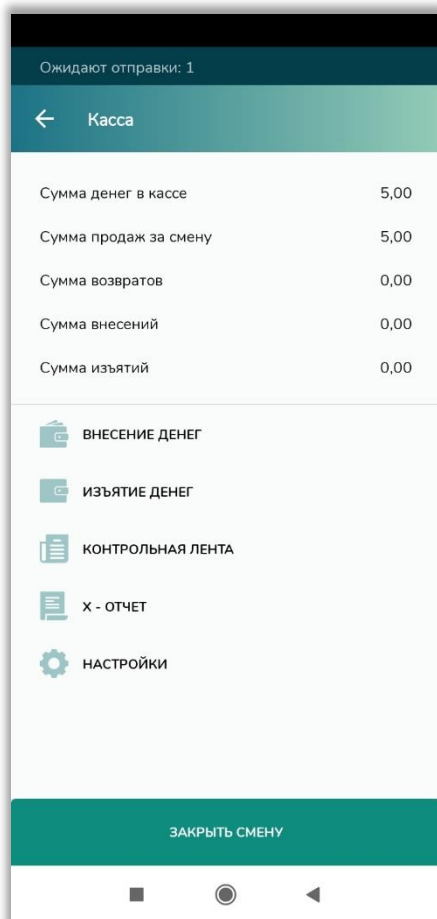 Ожидают отправки: 1
Касса
Сумма денег в кассе 5,00
Сумма продаж за смену 5,00
Сумма возвратов 0,00
Сумма внесений 0,00
Сумма изъятий 0,00
ВНЕСЕНИЕ ДЕНЕГ
ИЗЪЯТИЕ ДЕНЕГ
КОНТРОЛЬНАЯ ЛЕНТА
X - ОТЧЕТ
НАСТРОЙКИ
ЗАКРЫТЬ СМЕНУ